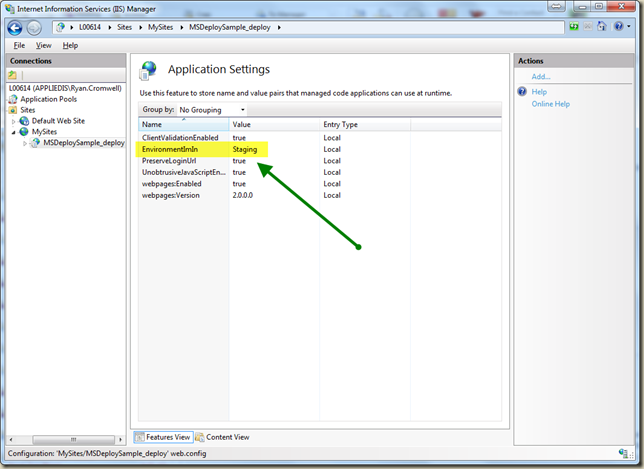 Internet Information Services (IIS) Manager
L00614 Sites MySites MSDeploySample_deploy
File View Help
Connections
L00614 (APPLIEDIS\Ryan.Cromwell)
Application Pools
Sites
Default Web Site
MySites
MSDeploySample_deploy
Application Settings
Use this feature to store name and value pairs that managed code applications can use at runtime.
Group by: No Grouping
Name Value Entry Type
ClientValidationEnabled true Local
EnvironmentImIn Staging Local
PreserveLoginUrl true Local
UnobtrusiveJavaScriptEn... true Local
webpages:Enabled true Local
webpages:Version 2.0.0.0 Local
Features View Content View
Actions
Add...
Help
Online Help
Configuration: 'MySites/MSDeploySample_deploy' web.config